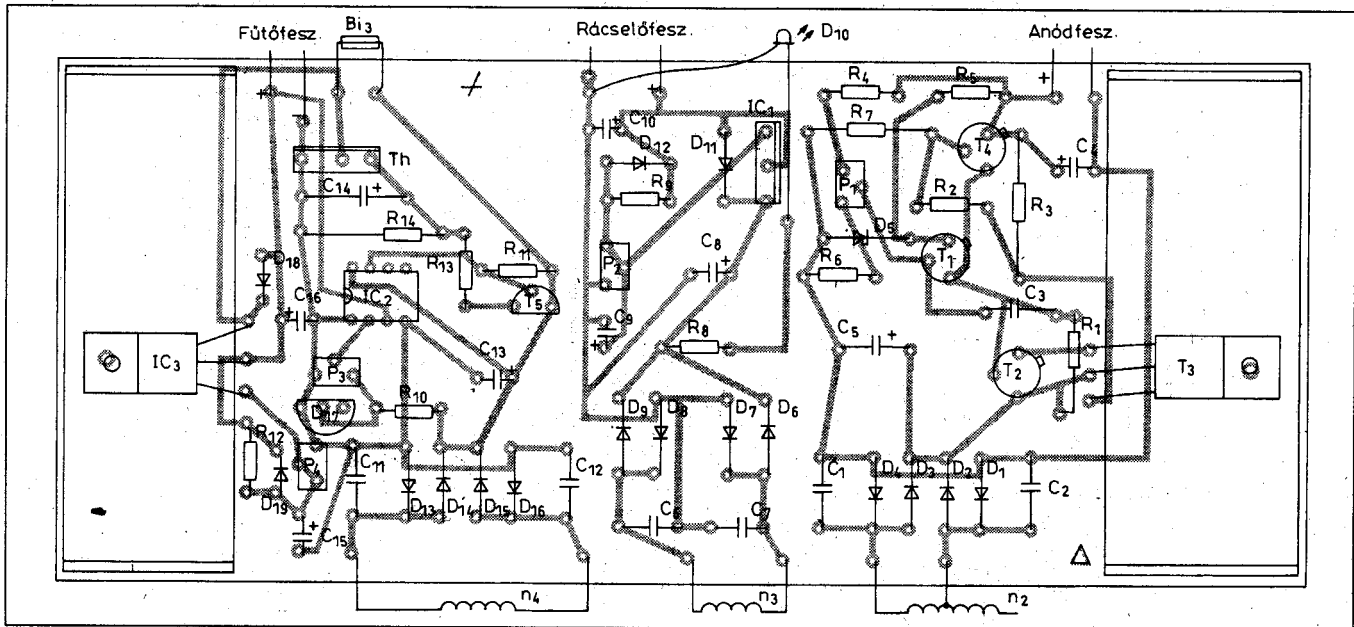 Fütőfesz.
Bi3
Rácselőfesz.
D10
Anódfesz.
R4
R5
R7
IC1
C10
D12
D11
R9
T4
C4
P1
R2
R3
Th
C14
R14
D18
R13
R11
C8
P2
D5
T1
R6
C16
IC2
T5
C9
C3
C5
R8
R1
IC3
P3
C13
T2
T3
R10
D17
D9
D8
D7
D6
R12
P4
C11
C12
C1
D4
D3
D2
D1
C2
D19
D13
D14
D15
D16
C6
C7
C15
n4
n3
n2